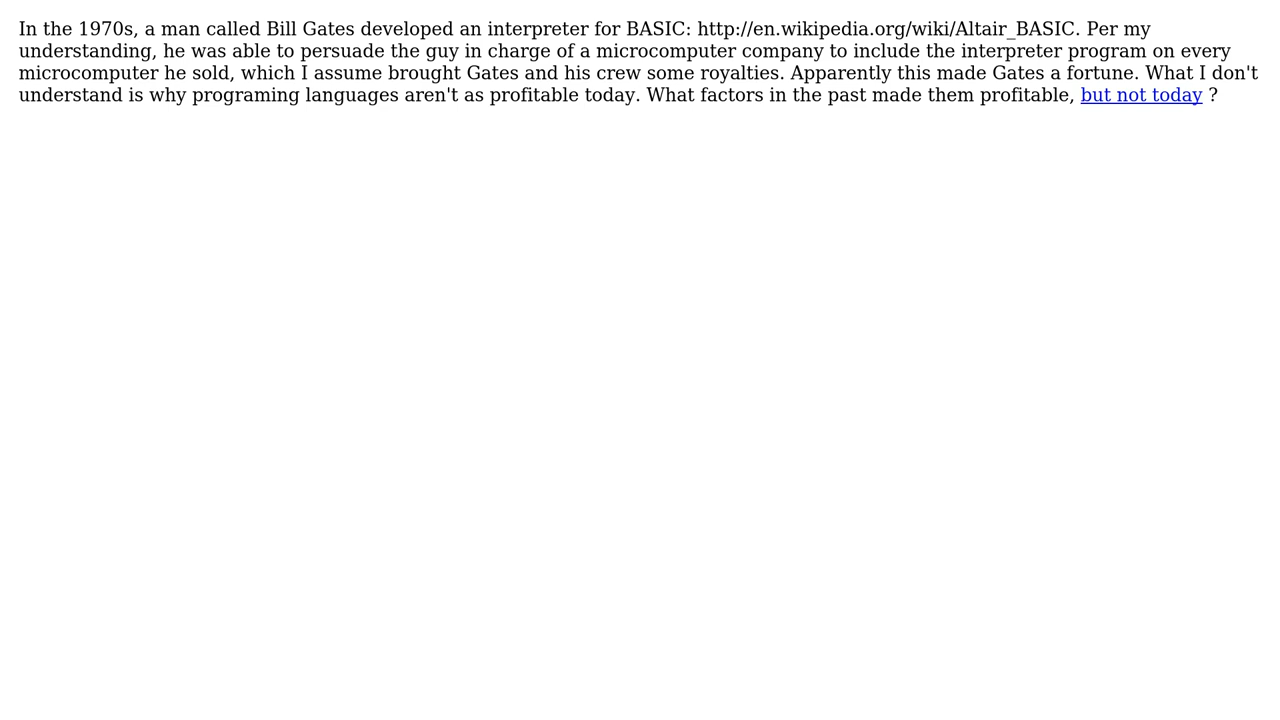 In the 1970s, a man called Bill Gates developed an interpreter for BASIC: http://en.wikipedia.org/wiki/Altair_BASIC. Per my
understanding, he was able to persuade the guy in charge of a microcomputer company to include the interpreter program on every
microcomputer he sold, which I assume brought Gates and his crew some royalties. Apparently this made Gates a fortune. What I don't
understand is why programing languages aren't as profitable today. What factors in the past made them profitable, but not today ?